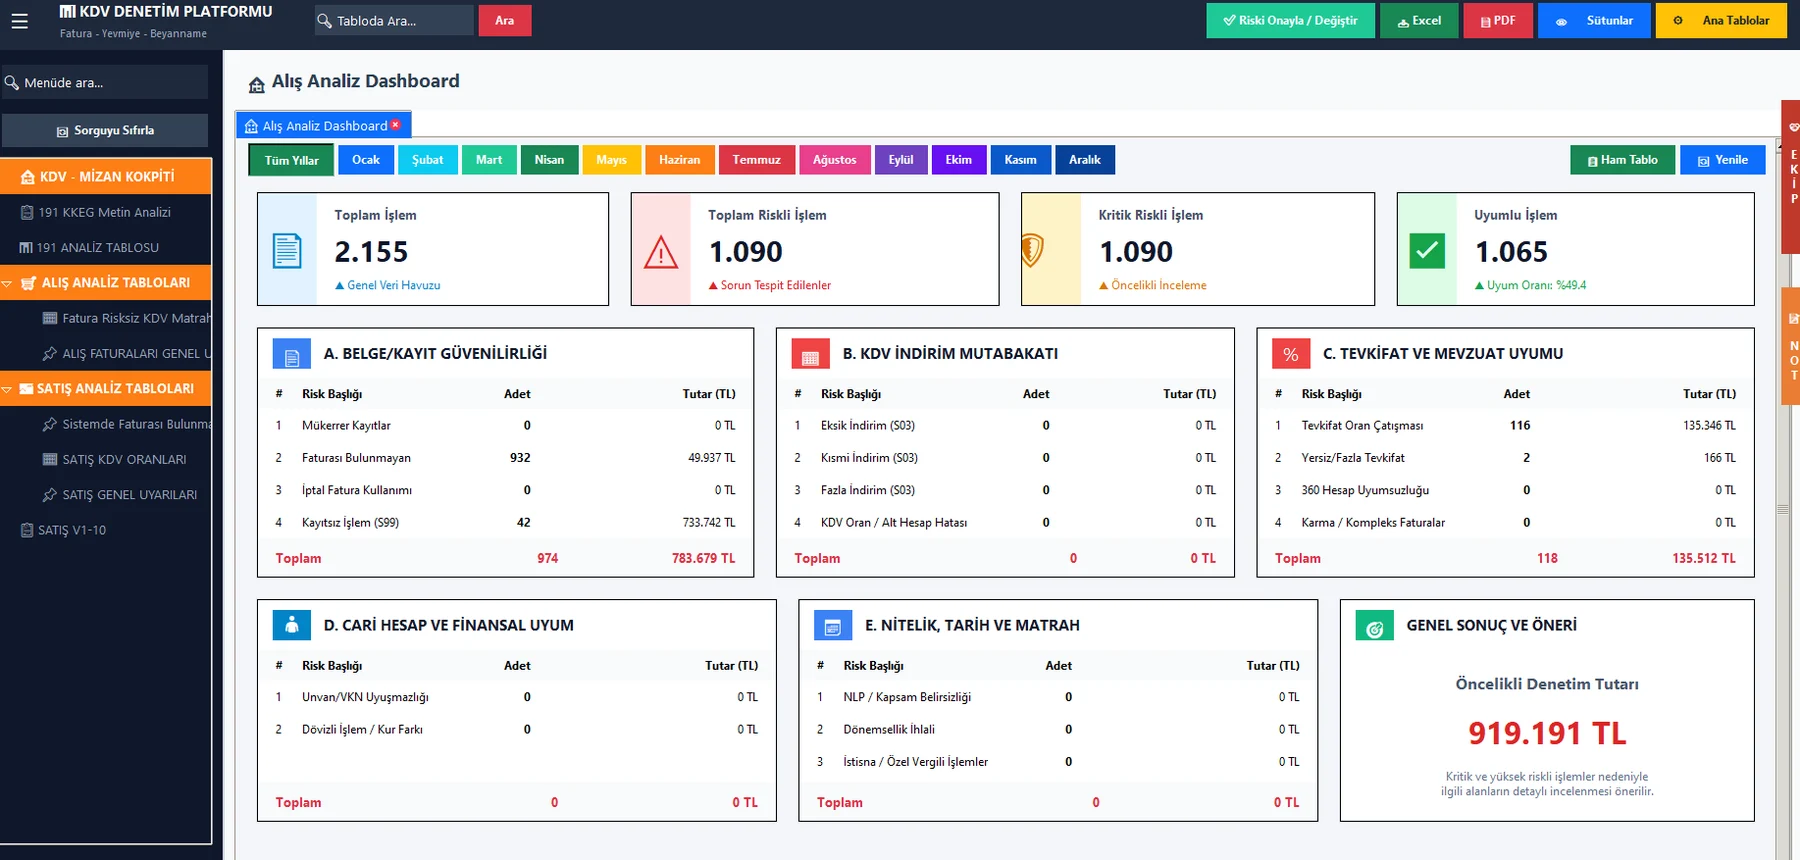 KDV DENETİM PLATFORMU
Fatura - Yevmiye - Beyanname
Tabloda Ara...
Ara
Riski Onayla / Değiştir
Excel
PDF
Sütunlar
Ana Tablolar
Menüde ara...
Sorguyu Sıfırla
KDV - MİZAN KOKPİTİ
191 KKEG Metin Analizi
191 ANALİZ TABLOSU
ALIŞ ANALİZ TABLOLARI
Fatura Risksiz KDV Matrah
ALIŞ FATURALARI GENEL U
SATIŞ ANALİZ TABLOLARI
Sistemde Faturası Bulunma
SATIŞ KDV ORANLARI
SATIŞ GENEL UYARILARI
SATIŞ V1-10
Alış Analiz Dashboard
Alış Analiz Dashboard
Tüm Yıllar
Ocak
Şubat
Mart
Nisan
Mayıs
Haziran
Temmuz
Ağustos
Eylül
Ekim
Kasım
Aralık
Ham Tablo
Yenile
Toplam İşlem
2.155
▲ Genel Veri Havuzu
Toplam Riskli İşlem
1.090
▲ Sorun Tespit Edilenler
Kritik Riskli İşlem
1.090
▲ Öncelikli İnceleme
Uyumlu İşlem
1.065
▲ Uyum Oranı: %49.4
A. BELGE/KAYIT GÜVENİLİRLİĞİ
# Risk Başlığı Adet Tutar (TL)
1 Mükerrer Kayıtlar 0 0 TL
2 Faturası Bulunmayan 932 49.937 TL
3 İptal Fatura Kullanımı 0 0 TL
4 Kayıtsız İşlem (S99) 42 733.742 TL
Toplam 974 783.679 TL
B. KDV İNDİRİM MUTABAKATI
# Risk Başlığı Adet Tutar (TL)
1 Eksik İndirim (S03) 0 0 TL
2 Kısmi İndirim (S03) 0 0 TL
3 Fazla İndirim (S03) 0 0 TL
4 KDV Oran / Alt Hesap Hatası 0 0 TL
Toplam 0 0 TL
% C. TEVKİFAT VE MEVZUAT UYUMU
# Risk Başlığı Adet Tutar (TL)
1 Tevkifat Oran Çatışması 116 135.346 TL
2 Yersiz/Fazla Tevkifat 2 166 TL
3 360 Hesap Uyumsuzluğu 0 0 TL
4 Karma / Kompleks Faturalar 0 0 TL
Toplam 118 135.512 TL
D. CARİ HESAP VE FİNANSAL UYUM
# Risk Başlığı Adet Tutar (TL)
1 Unvan/VKN Uyuşmazlığı 0 0 TL
2 Dövizli İşlem / Kur Farkı 0 0 TL
Toplam 0 0 TL
E. NİTELİK, TARİH VE MATRAH
# Risk Başlığı Adet Tutar (TL)
1 NLP / Kapsam Belirsizliği 0 0 TL
2 Dönemsellik İhlali 0 0 TL
3 İstisna / Özel Vergili İşlemler 0 0 TL
Toplam 0 0 TL
GENEL SONUÇ VE ÖNERİ
Öncelikli Denetim Tutarı
919.191 TL
Kritik ve yüksek riskli işlemler nedeniyle
ilgili alanların detaylı incelenmesi önerilir.
EKİP
NOT